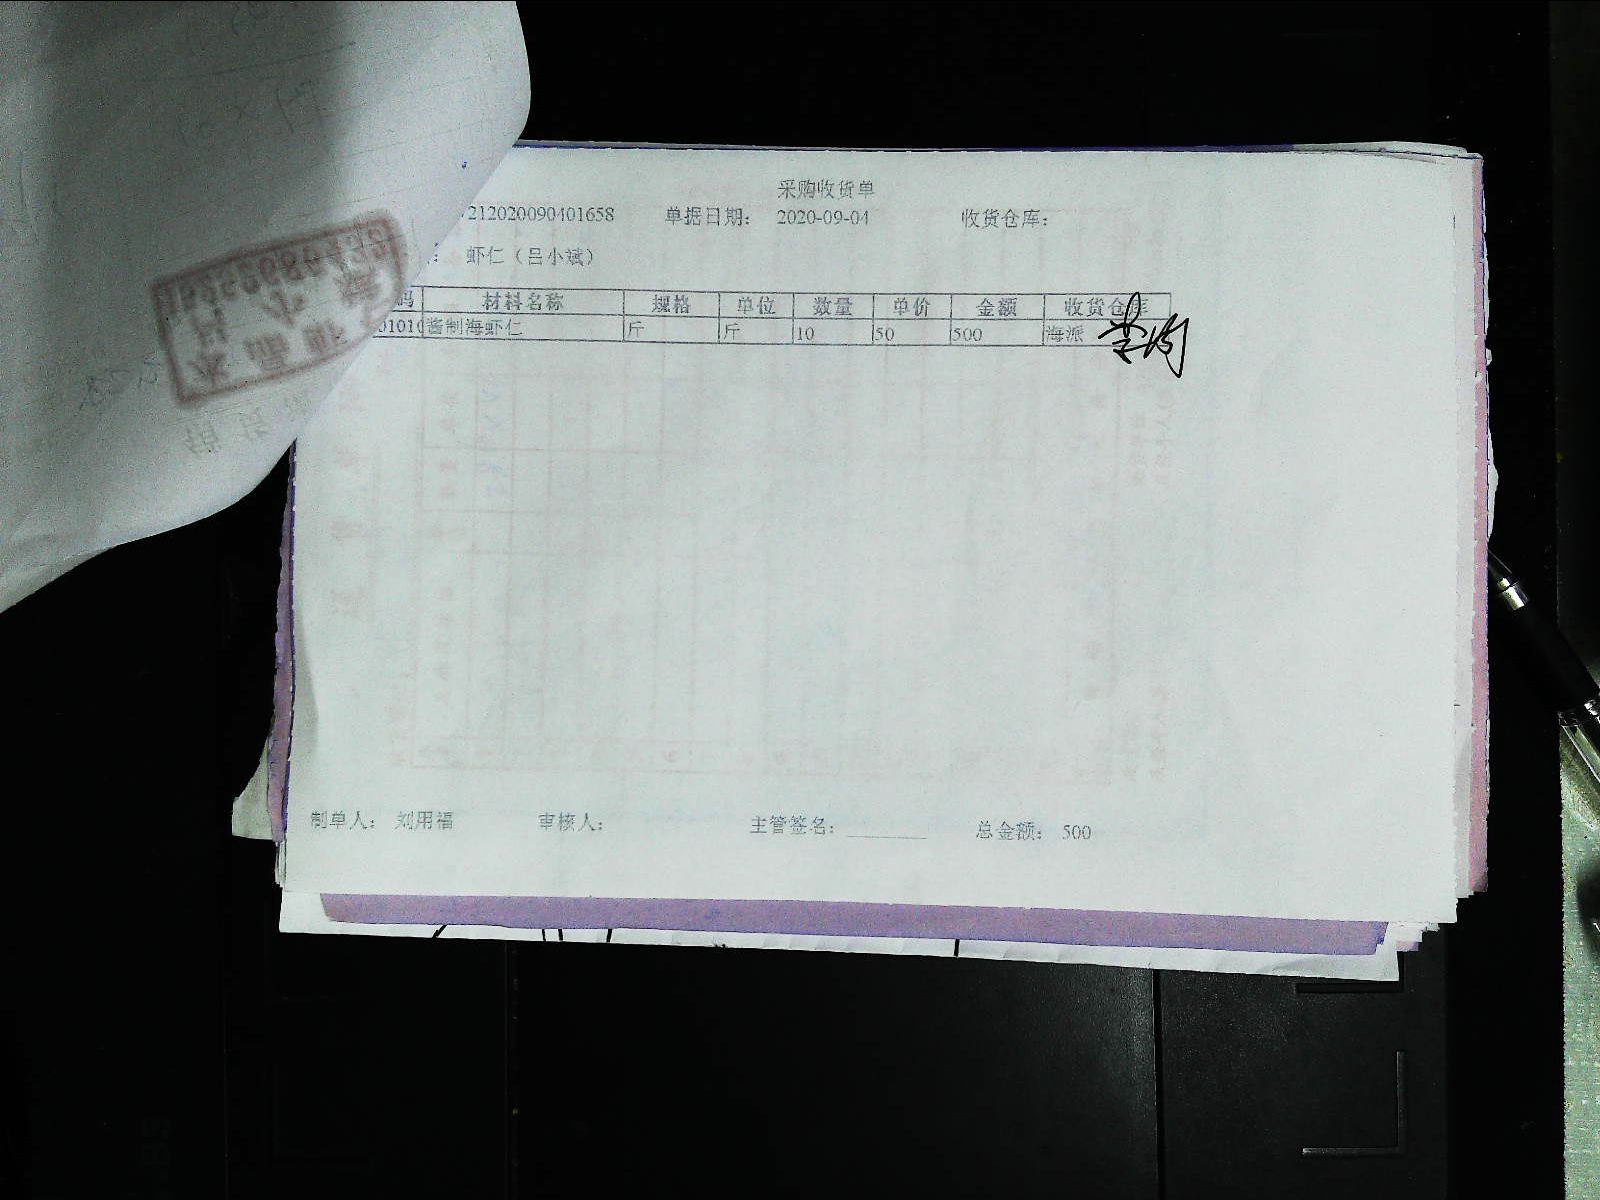 采购收货单
212020090401658 单据日期： 2020-09-04 收货仓库：
： 虾仁（吕小斌）
码 材料名称 规格 单位 数量 单价 金额 收货仓库
01010 酱制海虾仁 斤 斤 10 50 500 海派
制单人： 刘用福 审核人： 主管签名： ________ 总金额： 500